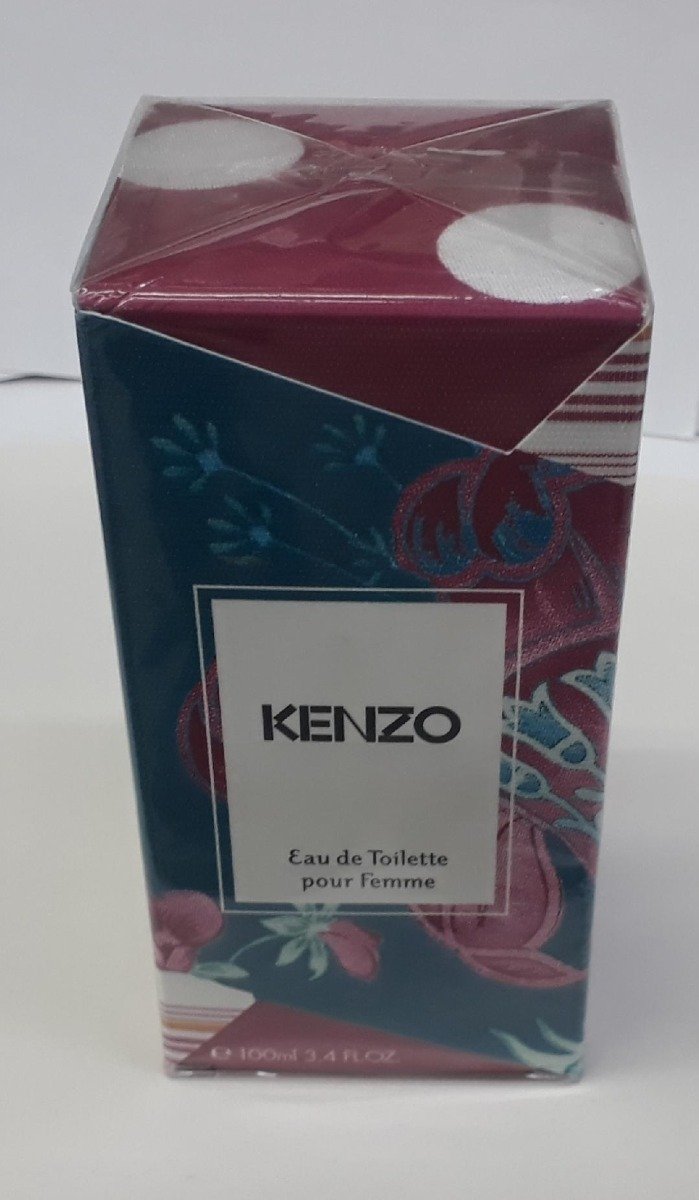 KENZO
Eau de Toilette
pour Femme
℮ 100ml 3.4 FL.OZ.